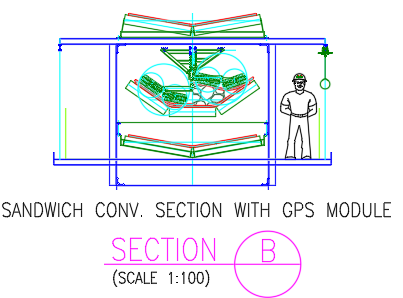 SANDWICH CONV. SECTION WITH GPS MODULE
SECTION B
(SCALE 1:100)